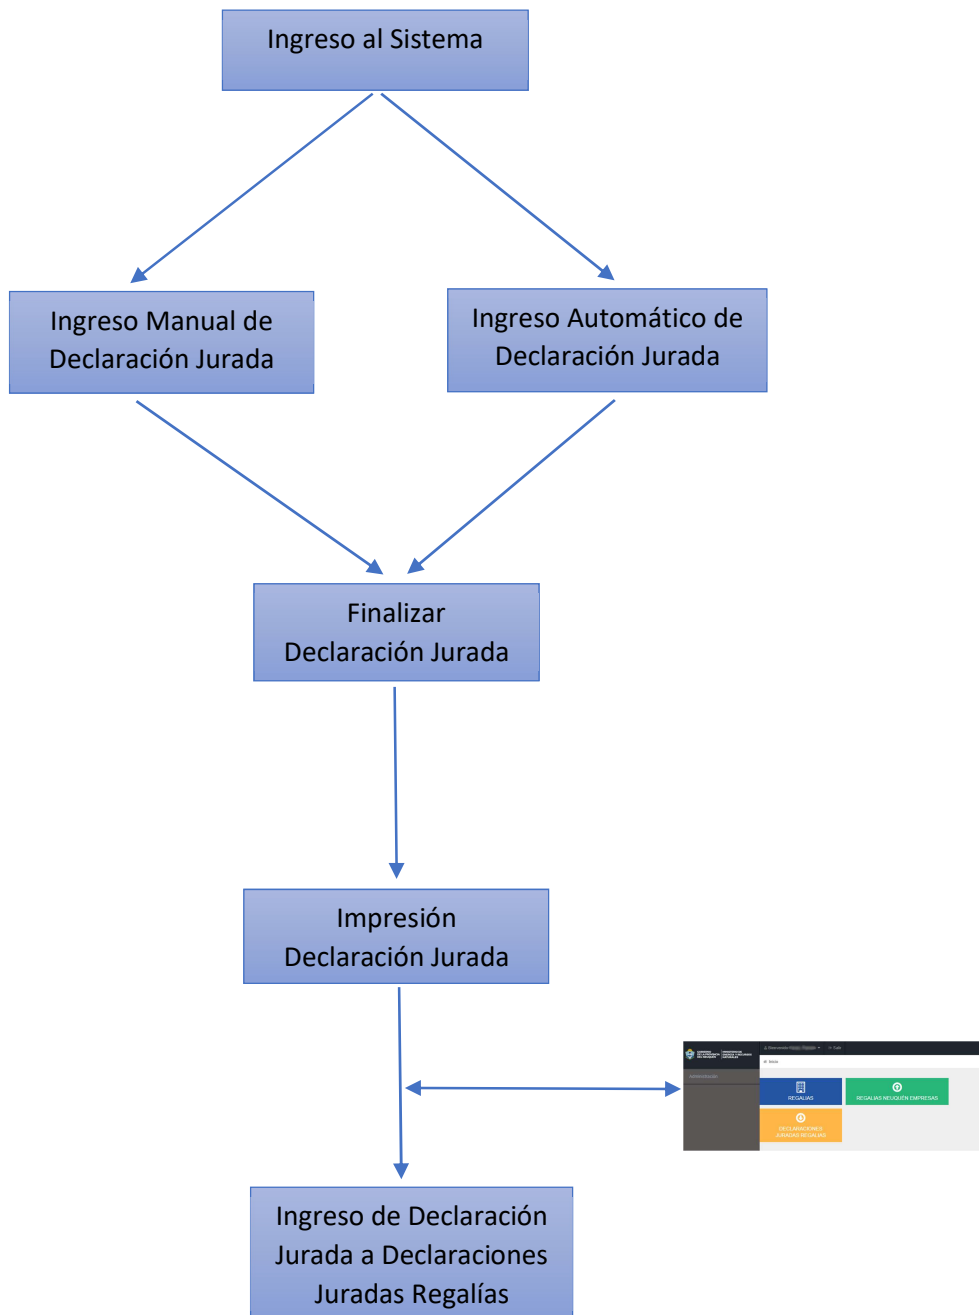 Ingreso al Sistema
Ingreso Manual de
Declaración Jurada
Ingreso Automático de
Declaración Jurada
Finalizar
Declaración Jurada
Impresión
Declaración Jurada
Inicio
REGALIAS
REGALIAS NEUQUÉN EMPRESAS
DECLARACIONES
JURADAS REGALIAS
Ingreso de Declaración
Jurada a Declaraciones
Juradas Regalías